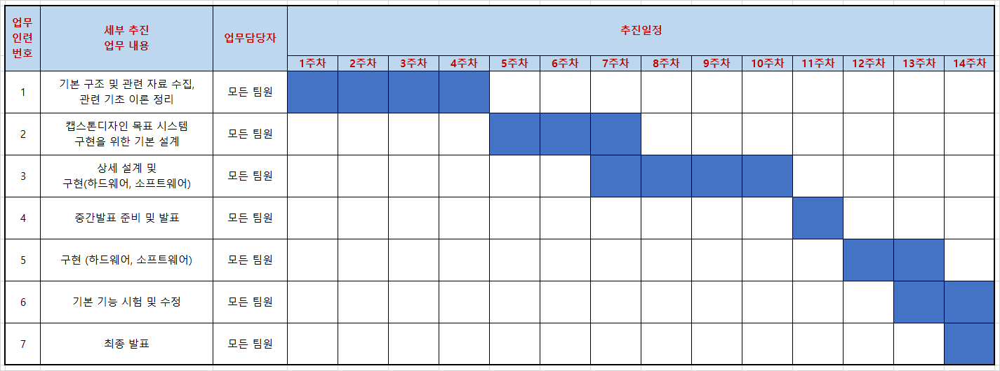 업무
인련
번호
세부 추진
업무 내용
업무담당자
추진일정
1주차 2주차 3주차 4주차 5주차 6주차 7주차 8주차 9주차 10주차 11주차 12주차 13주차 14주차
1
기본 구조 및 관련 자료 수집,
관련 기초 이론 정리
모든 팀원
2
캡스톤디자인 목표 시스템
구현을 위한 기본 설계
모든 팀원
3
상세 설계 및
구현(하드웨어, 소프트웨어)
모든 팀원
4
중간발표 준비 및 발표
모든 팀원
5
구현 (하드웨어, 소프트웨어)
모든 팀원
6
기본 기능 시험 및 수정
모든 팀원
7
최종 발표
모든 팀원